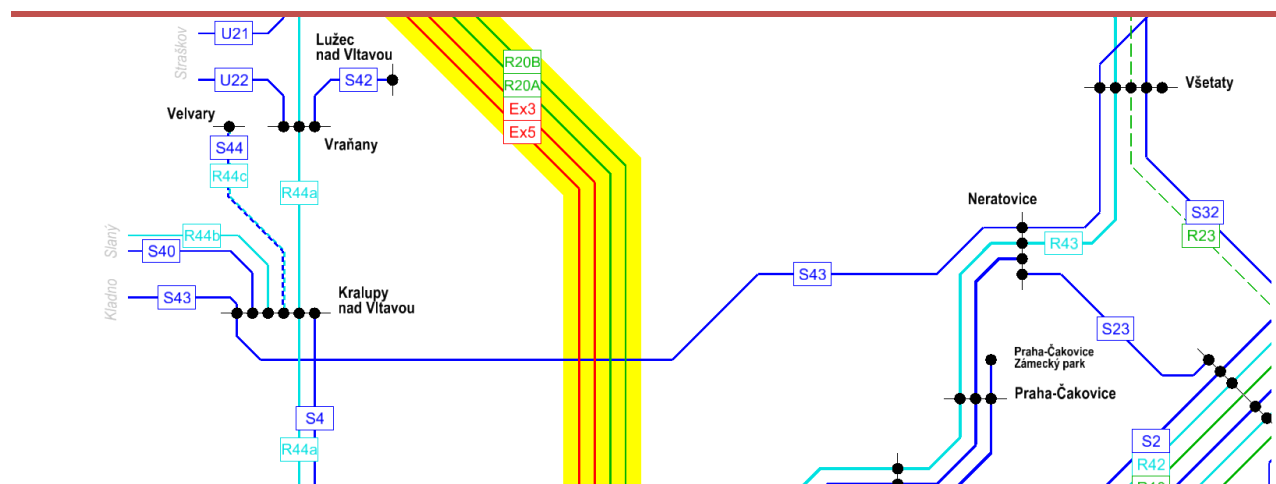 U21
Straškov
Lužec
nad Vltavou
U22
S42
R20B
R20A
Ex3
Ex5
Všetaty
Velvary
Vraňany
S44
R44c
R44a
Neratovice
S32
R23
Slaný
R44b
S40
R43
Kladno
S43
Kralupy
nad Vltavou
S43
S23
Praha-Čakovice
Zámecký park
Praha-Čakovice
S4
R44a
S2
R42